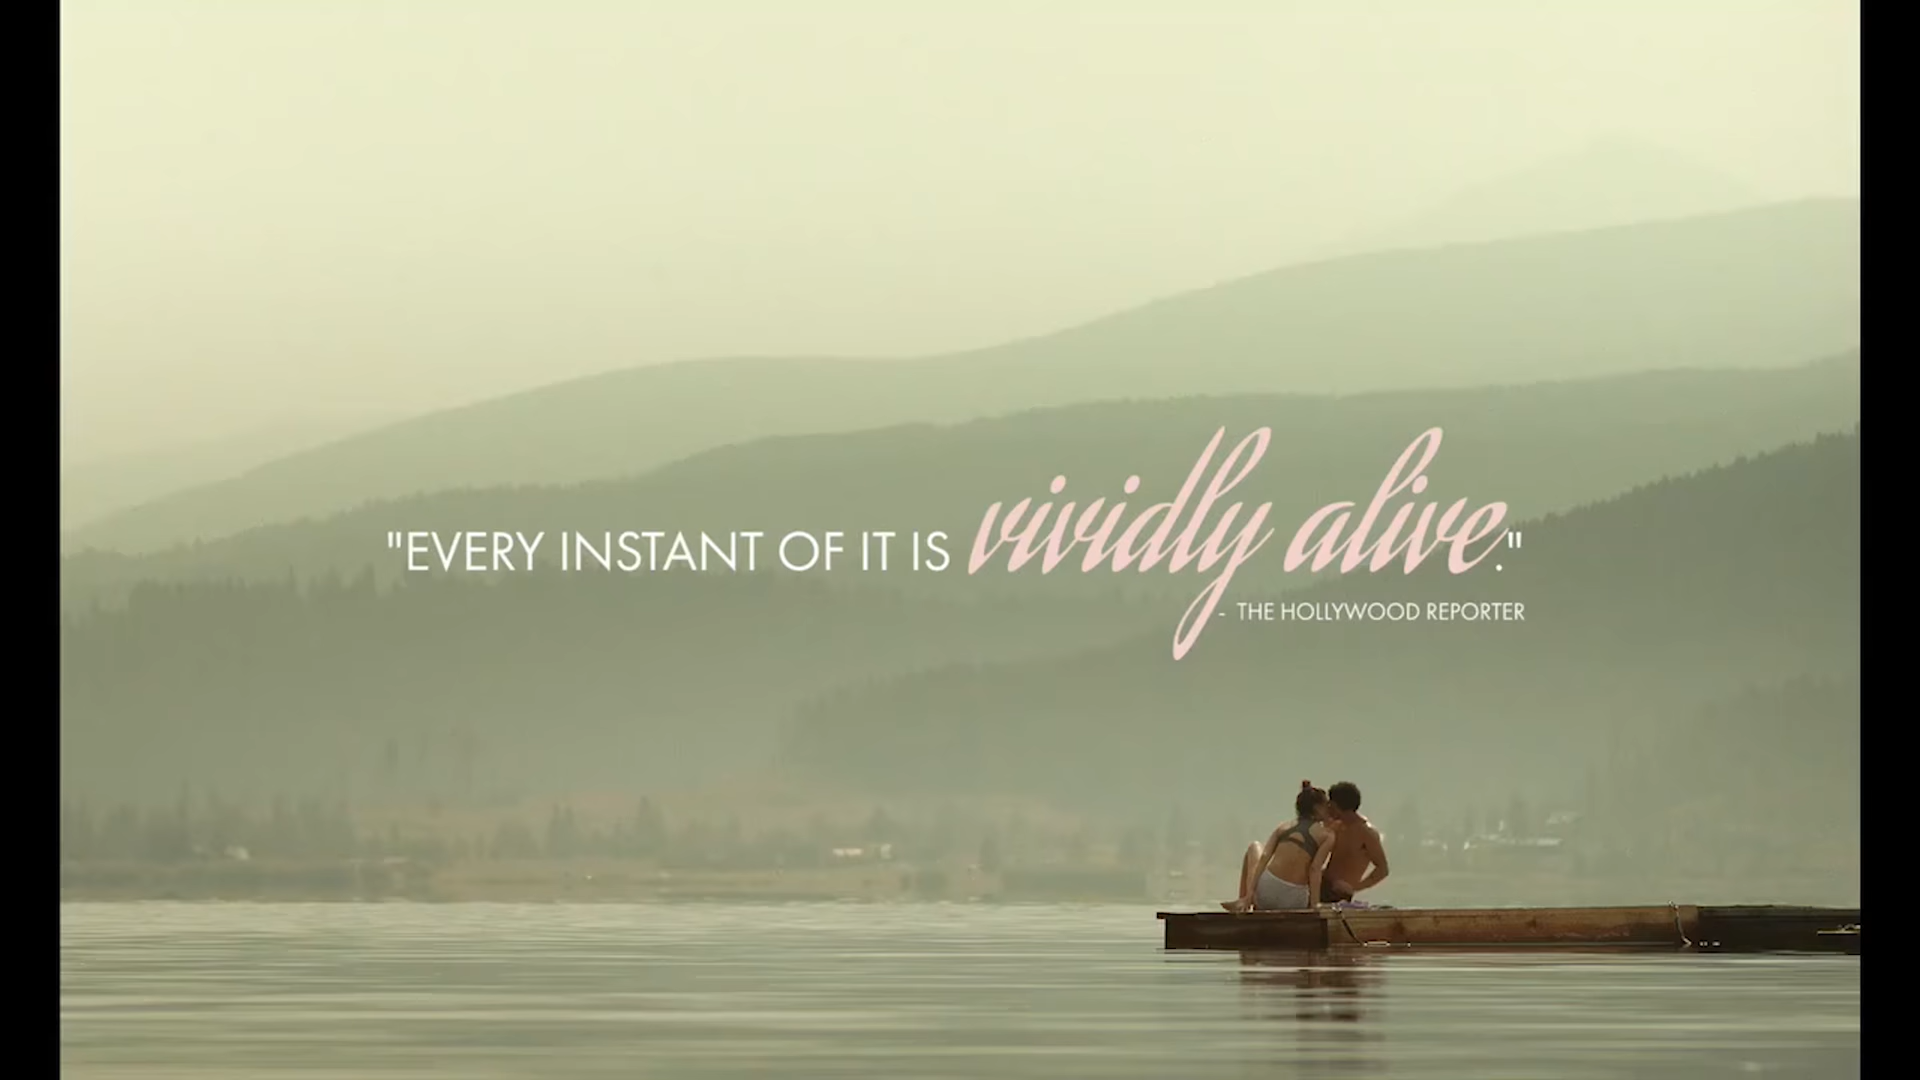 "EVERY INSTANT OF IT IS vividly alive."
- THE HOLLYWOOD REPORTER